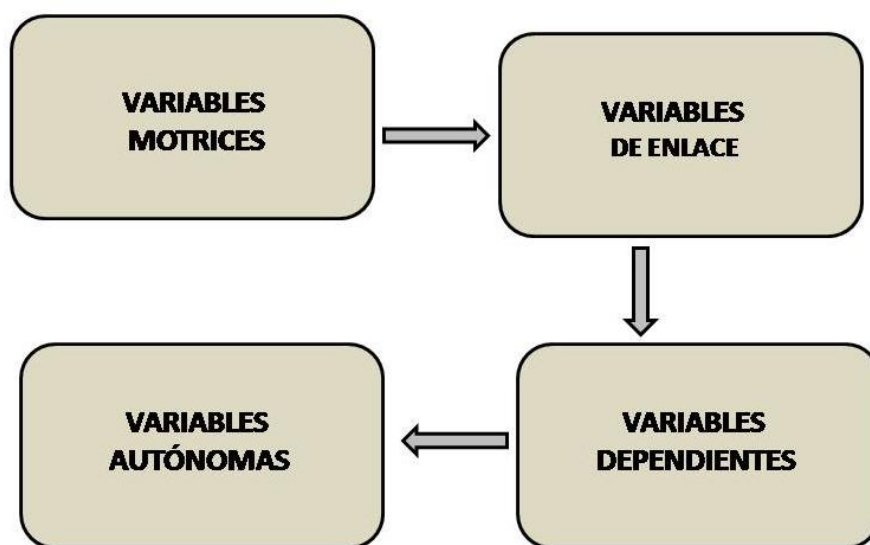 VARIABLES
MOTRICES
VARIABLES
DE ENLACE
VARIABLES
AUTÓNOMAS
VARIABLES
DEPENDIENTES